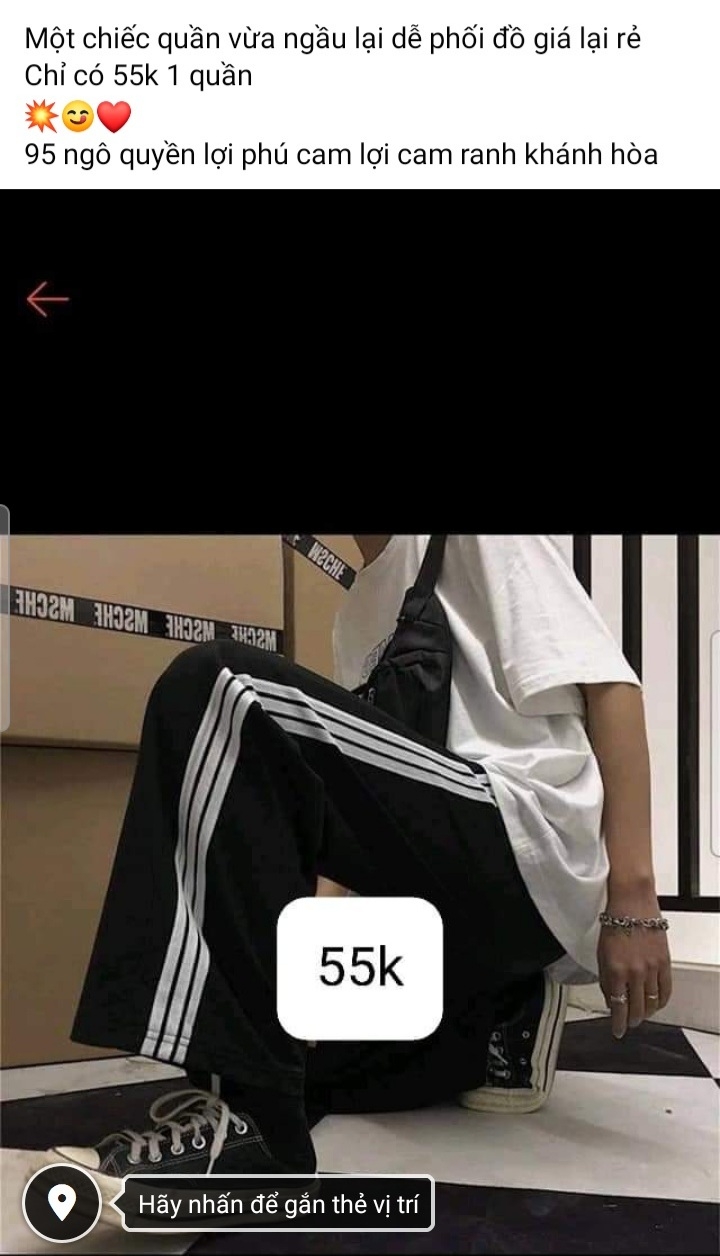 Một chiếc quần vừa ngầu lại dễ phối đồ giá lại rẻ
Chỉ có 55k 1 quần
💥😋❤️
95 ngô quyền lợi phú cam lợi cam ranh khánh hòa
MSCHE
MSCHE MSCHE MSCHE MSCHE
55k
Hãy nhấn để gắn thẻ vị trí